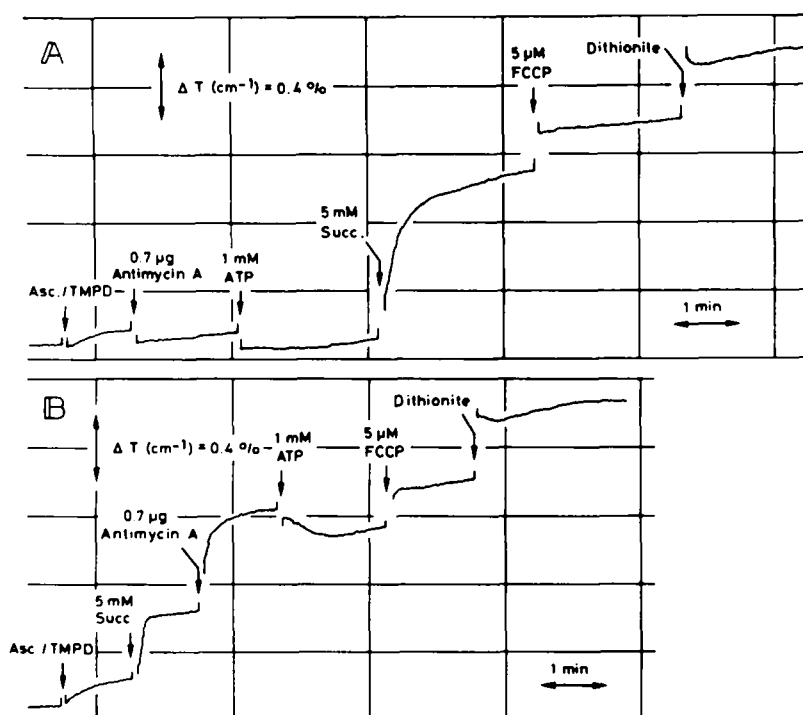 A
Δ T (cm⁻¹) = 0.4 %
5 μM
FCCP
Dithionite
5 mM
Succ.
0.7 μg
Antimycin A
1 mM
ATP
Asc./TMPD
1 min
B
Δ T (cm⁻¹) = 0.4 %
1 mM
ATP
5 μM
FCCP
Dithionite
0.7 μg
Antimycin A
5 mM
Succ
Asc./TMPD
1 min